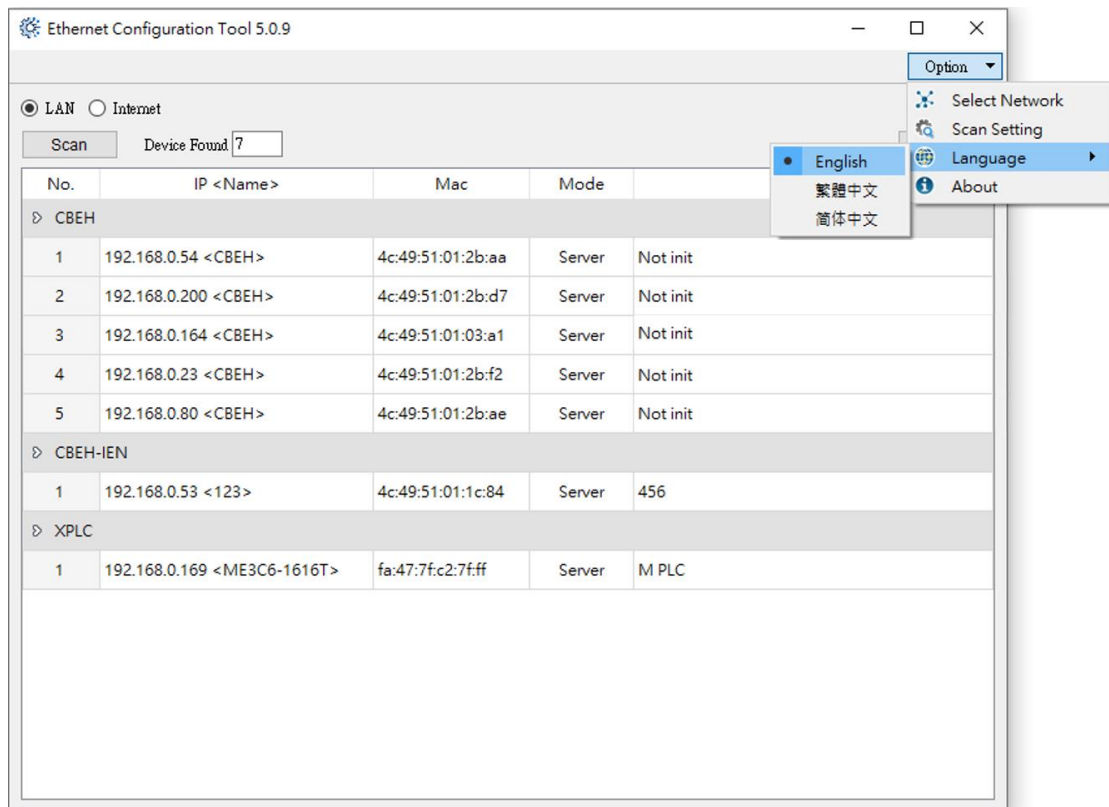 Ethernet Configuration Tool 5.0.9
Option
LAN Internet
Select Network
Scan Setting
Language
About
Scan Device Found 7
English
繁體中文
简体中文
No. IP <Name> Mac Mode
CBEH
1 192.168.0.54 <CBEH> 4c:49:51:01:2b:aa Server Not init
2 192.168.0.200 <CBEH> 4c:49:51:01:2b:d7 Server Not init
3 192.168.0.164 <CBEH> 4c:49:51:01:03:a1 Server Not init
4 192.168.0.23 <CBEH> 4c:49:51:01:2b:f2 Server Not init
5 192.168.0.80 <CBEH> 4c:49:51:01:2b:ae Server Not init
CBEH-IEN
1 192.168.0.53 <123> 4c:49:51:01:1c:84 Server 456
XPLC
1 192.168.0.169 <ME3C6-1616T> fa:47:7f:c2:7f:ff Server M PLC